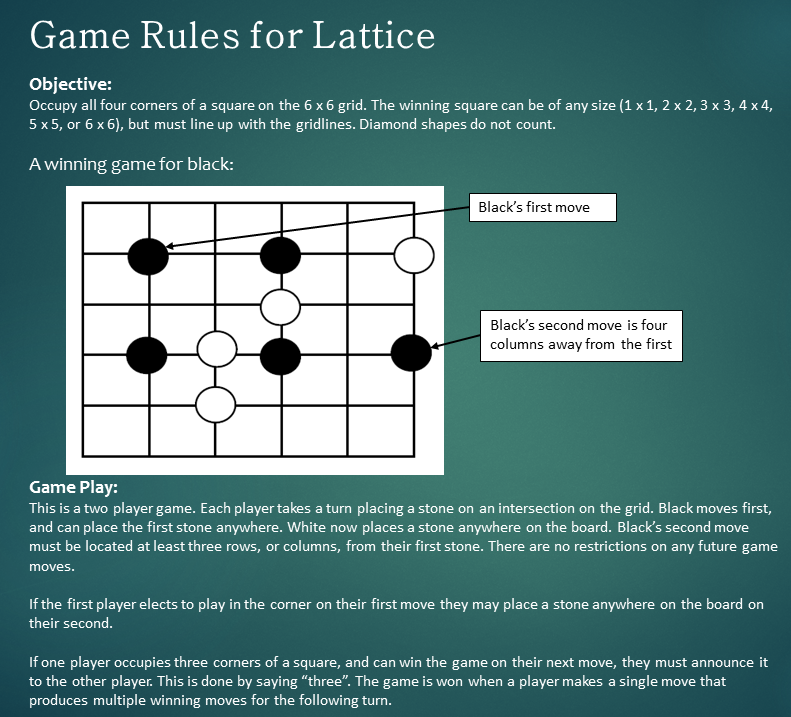 Game Rules for Lattice
Objective:
Occupy all four corners of a square on the 6 x 6 grid. The winning square can be of any size (1 x 1, 2 x 2, 3 x 3, 4 x 4,
5 x 5, or 6 x 6), but must line up with the gridlines. Diamond shapes do not count.
A winning game for black:
Black's first move
Black's second move is four
columns away from the first
Game Play:
This is a two player game. Each player takes a turn placing a stone on an intersection on the grid. Black moves first,
and can place the first stone anywhere. White now places a stone anywhere on the board. Black's second move
must be located at least three rows, or columns, from their first stone. There are no restrictions on any future game
moves.
If the first player elects to play in the corner on their first move they may place a stone anywhere on the board on
their second.
If one player occupies three corners of a square, and can win the game on their next move, they must announce it
to the other player. This is done by saying "three". The game is won when a player makes a single move that
produces multiple winning moves for the following turn.